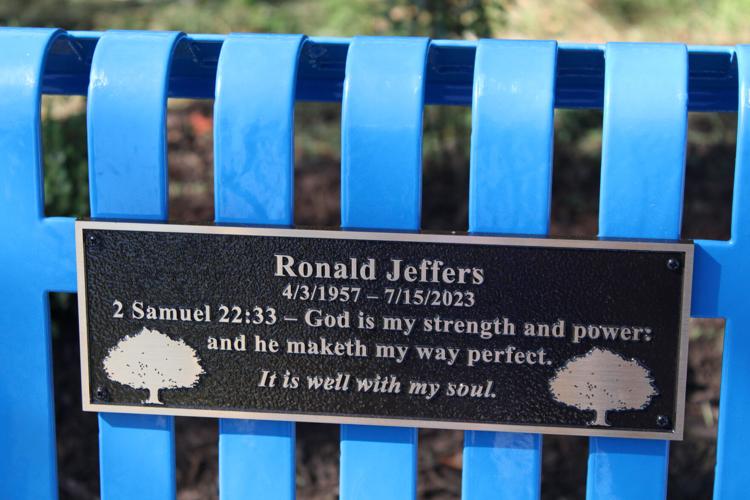 Ronald Jeffers
4/3/1957 – 7/15/2023
2 Samuel 22:33 – God is my strength and power:
and he maketh my way perfect.
It is well with my soul.